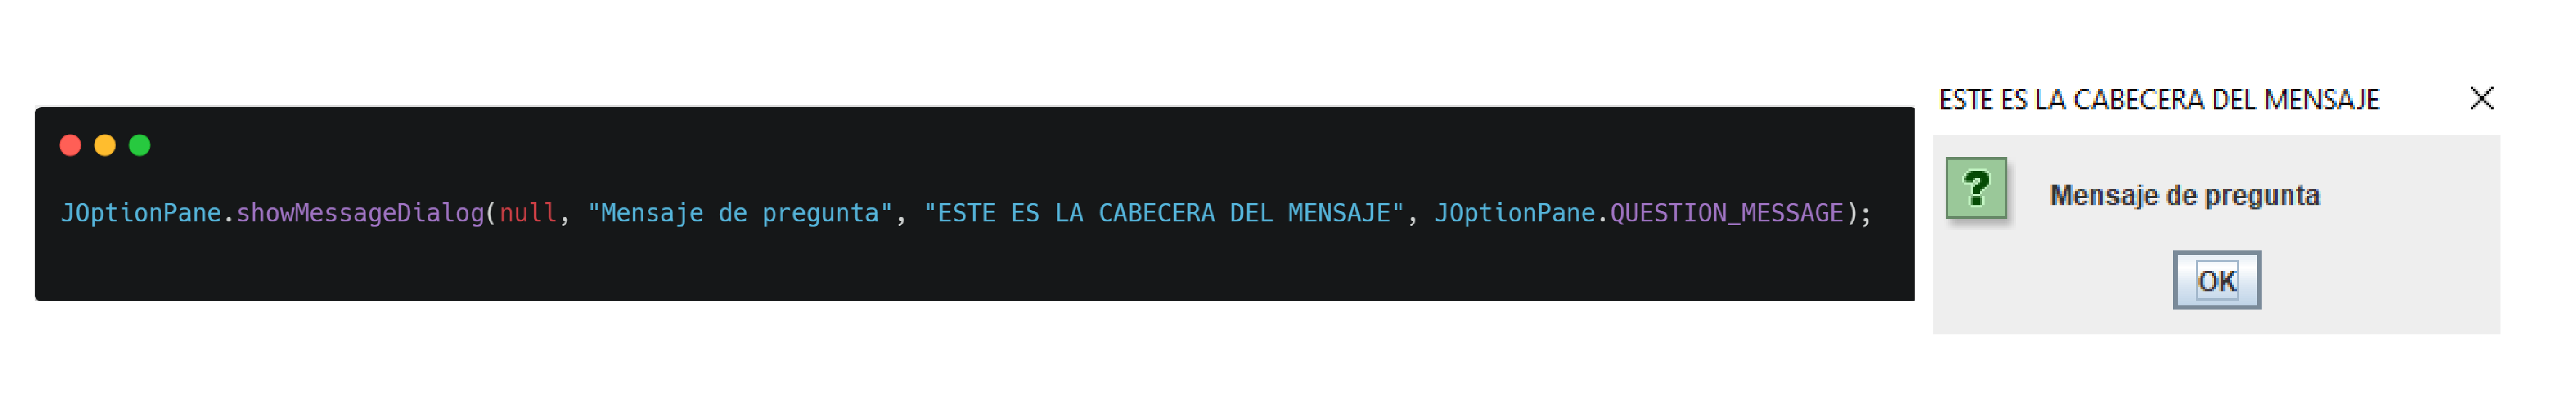 JOptionPane.showMessageDialog(null, "Mensaje de pregunta", "ESTE ES LA CABECERA DEL MENSAJE", JOptionPane.QUESTION_MESSAGE);
ESTE ES LA CABECERA DEL MENSAJE
?
Mensaje de pregunta
OK